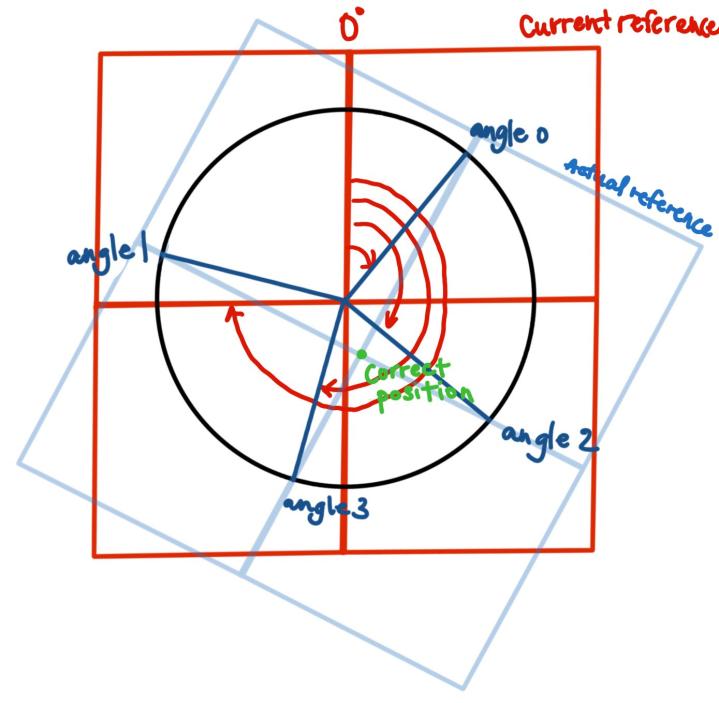 0°
Current reference
angle 0
Actual reference
angle 1
Correct
position
angle 2
angle 3